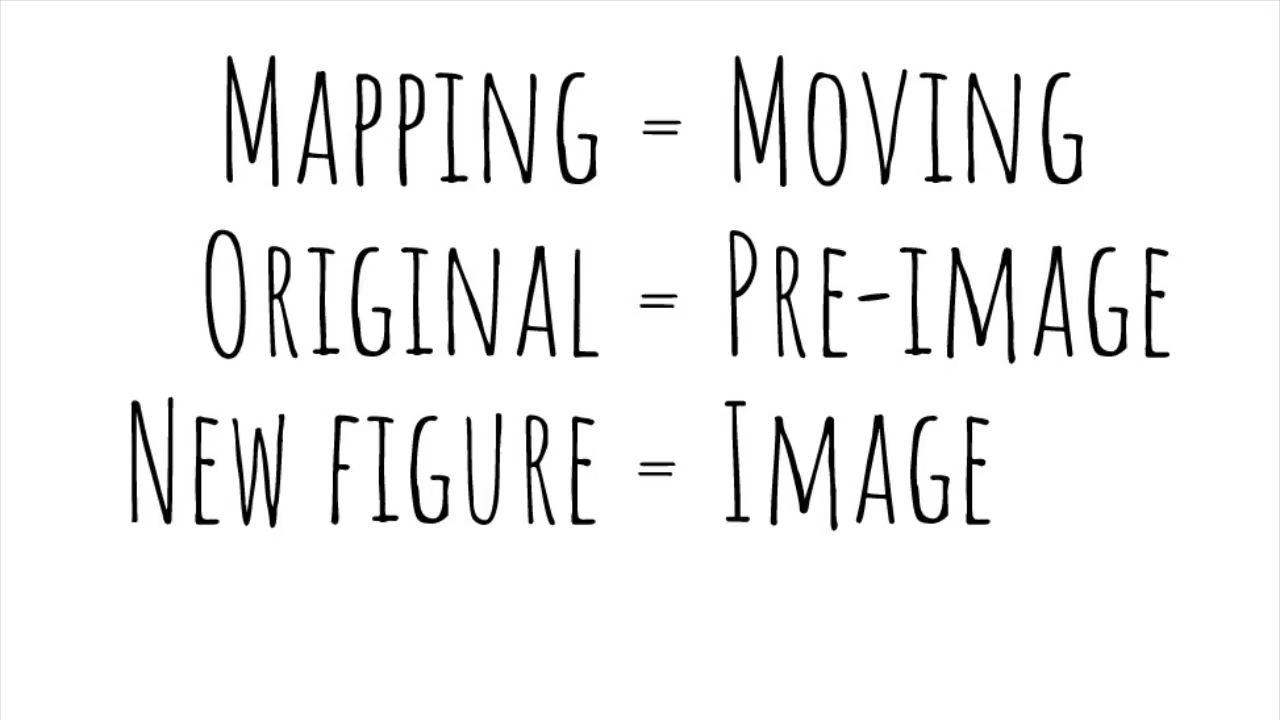 Mapping = Moving
Original = Pre-image
New figure = Image